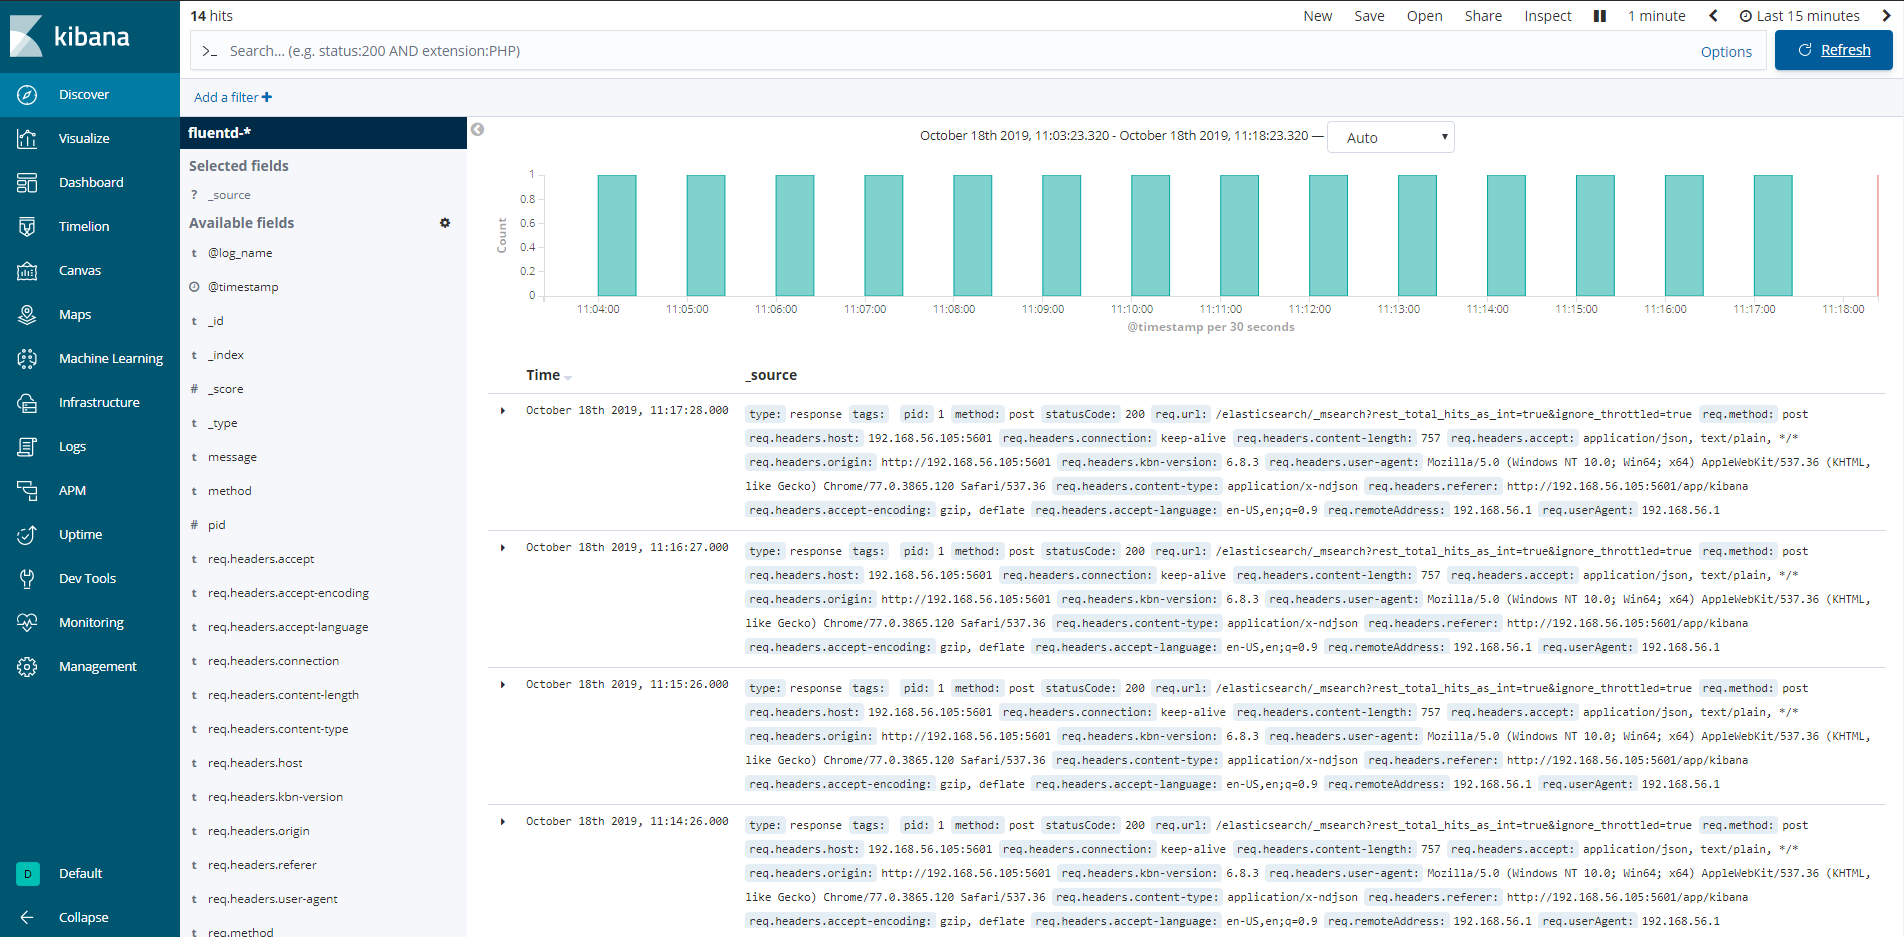 kibana
Discover
Visualize
Dashboard
Timelion
Canvas
Maps
Machine Learning
Infrastructure
Logs
APM
Uptime
Dev Tools
Monitoring
Management
D Default
Collapse
14 hits
New Save Open Share Inspect 1 minute Last 15 minutes
>_ Search... (e.g. status:200 AND extension:PHP) Options Refresh
Add a filter +
fluentd-*
Selected fields
? _source
Available fields
t @log_name
@timestamp
t _id
t _index
# _score
t _type
t message
t method
# pid
t req.headers.accept
t req.headers.accept-encoding
t req.headers.accept-language
t req.headers.connection
t req.headers.content-length
t req.headers.content-type
t req.headers.host
t req.headers.kbn-version
t req.headers.origin
t req.headers.referer
t req.headers.user-agent
t req.method
October 18th 2019, 11:03:23.320 - October 18th 2019, 11:18:23.320 — Auto
Count
1
0.8
0.6
0.4
0.2
0
11:04:00 11:05:00 11:06:00 11:07:00 11:08:00 11:09:00 11:10:00 11:11:00 11:12:00 11:13:00 11:14:00 11:15:00 11:16:00 11:17:00 11:18:00
@timestamp per 30 seconds
Time _source
October 18th 2019, 11:17:28.000 type: response tags: pid: 1 method: post statusCode: 200 req.url: /elasticsearch/_msearch?rest_total_hits_as_int=true&ignore_throttled=true req.method: post
req.headers.host: 192.168.56.105:5601 req.headers.connection: keep-alive req.headers.content-length: 757 req.headers.accept: application/json, text/plain, */*
req.headers.origin: http://192.168.56.105:5601 req.headers.kbn-version: 6.8.3 req.headers.user-agent: Mozilla/5.0 (Windows NT 10.0; Win64; x64) AppleWebKit/537.36 (KHTML,
like Gecko) Chrome/77.0.3865.120 Safari/537.36 req.headers.content-type: application/x-ndjson req.headers.referer: http://192.168.56.105:5601/app/kibana
req.headers.accept-encoding: gzip, deflate req.headers.accept-language: en-US,en;q=0.9 req.remoteAddress: 192.168.56.1 req.userAgent: 192.168.56.1
October 18th 2019, 11:16:27.000 type: response tags: pid: 1 method: post statusCode: 200 req.url: /elasticsearch/_msearch?rest_total_hits_as_int=true&ignore_throttled=true req.method: post
req.headers.host: 192.168.56.105:5601 req.headers.connection: keep-alive req.headers.content-length: 757 req.headers.accept: application/json, text/plain, */*
req.headers.origin: http://192.168.56.105:5601 req.headers.kbn-version: 6.8.3 req.headers.user-agent: Mozilla/5.0 (Windows NT 10.0; Win64; x64) AppleWebKit/537.36 (KHTML,
like Gecko) Chrome/77.0.3865.120 Safari/537.36 req.headers.content-type: application/x-ndjson req.headers.referer: http://192.168.56.105:5601/app/kibana
req.headers.accept-encoding: gzip, deflate req.headers.accept-language: en-US,en;q=0.9 req.remoteAddress: 192.168.56.1 req.userAgent: 192.168.56.1
October 18th 2019, 11:15:26.000 type: response tags: pid: 1 method: post statusCode: 200 req.url: /elasticsearch/_msearch?rest_total_hits_as_int=true&ignore_throttled=true req.method: post
req.headers.host: 192.168.56.105:5601 req.headers.connection: keep-alive req.headers.content-length: 757 req.headers.accept: application/json, text/plain, */*
req.headers.origin: http://192.168.56.105:5601 req.headers.kbn-version: 6.8.3 req.headers.user-agent: Mozilla/5.0 (Windows NT 10.0; Win64; x64) AppleWebKit/537.36 (KHTML,
like Gecko) Chrome/77.0.3865.120 Safari/537.36 req.headers.content-type: application/x-ndjson req.headers.referer: http://192.168.56.105:5601/app/kibana
req.headers.accept-encoding: gzip, deflate req.headers.accept-language: en-US,en;q=0.9 req.remoteAddress: 192.168.56.1 req.userAgent: 192.168.56.1
October 18th 2019, 11:14:26.000 type: response tags: pid: 1 method: post statusCode: 200 req.url: /elasticsearch/_msearch?rest_total_hits_as_int=true&ignore_throttled=true req.method: post
req.headers.host: 192.168.56.105:5601 req.headers.connection: keep-alive req.headers.content-length: 757 req.headers.accept: application/json, text/plain, */*
req.headers.origin: http://192.168.56.105:5601 req.headers.kbn-version: 6.8.3 req.headers.user-agent: Mozilla/5.0 (Windows NT 10.0; Win64; x64) AppleWebKit/537.36 (KHTML,
like Gecko) Chrome/77.0.3865.120 Safari/537.36 req.headers.content-type: application/x-ndjson req.headers.referer: http://192.168.56.105:5601/app/kibana
req.headers.accept-encoding: gzip, deflate req.headers.accept-language: en-US,en;q=0.9 req.remoteAddress: 192.168.56.1 req.userAgent: 192.168.56.1